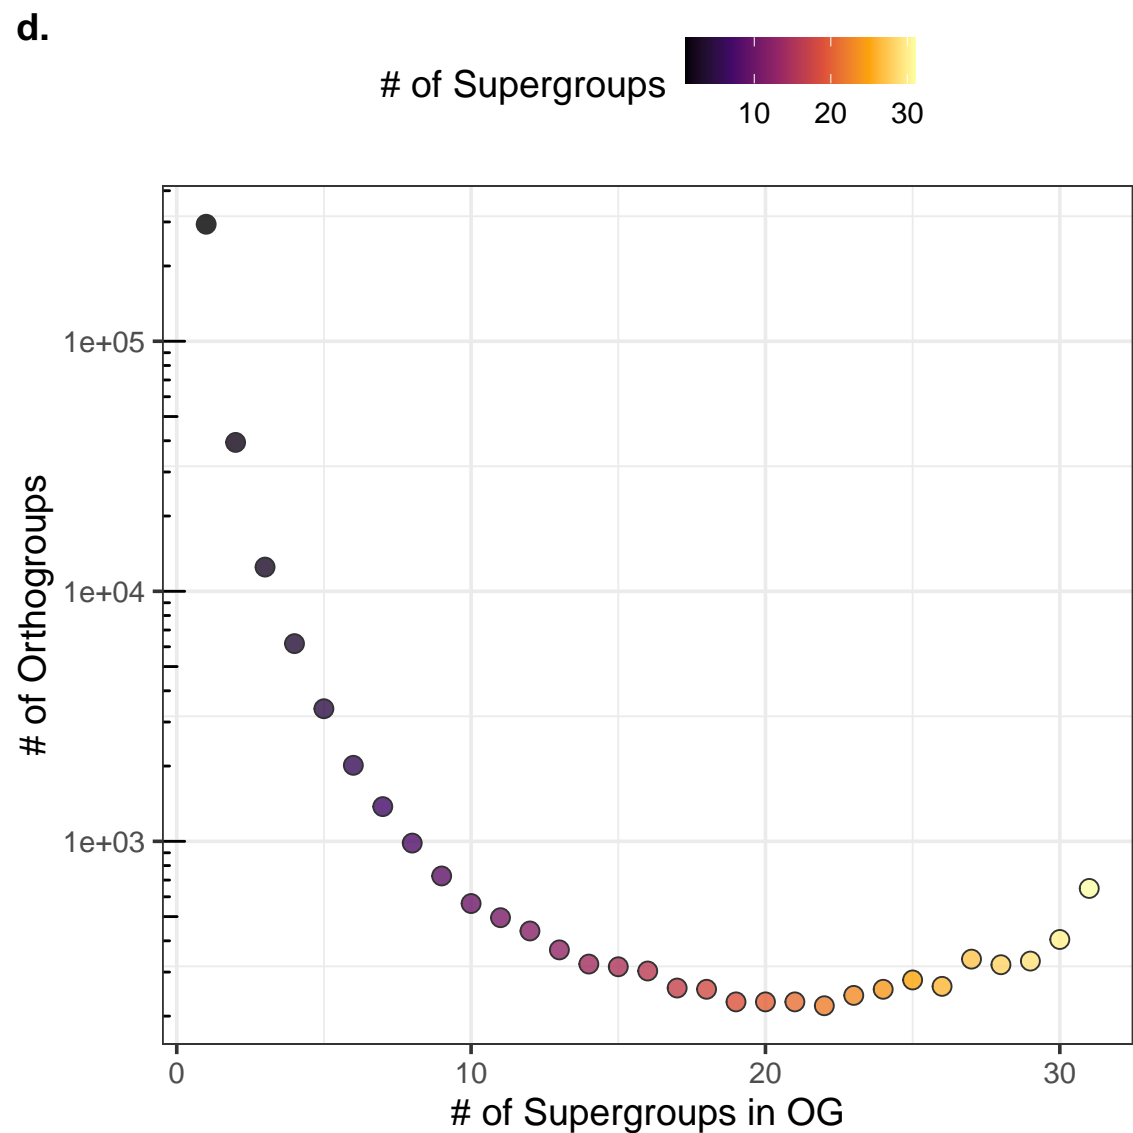 d.
# of Supergroups
10 20 30
1e+05
1e+04
1e+03
# of Orthogroups
0 10 20 30
# of Supergroups in OG